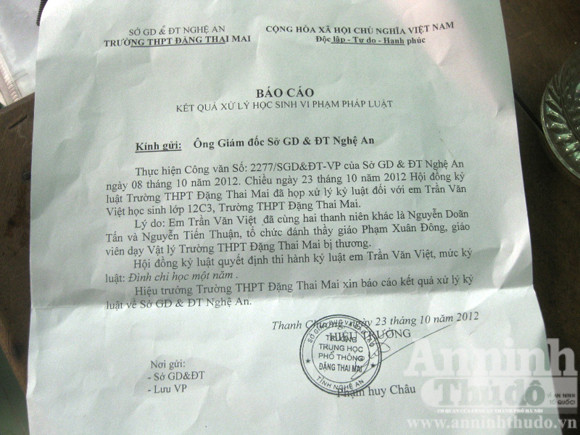 SỞ GD & ĐT NGHỆ AN
TRƯỜNG THPT ĐẶNG THAI MAI
CỘNG HÒA XÃ HỘI CHỦ NGHĨA VIỆT NAM
Độc lập - Tự do - Hạnh phúc
BÁO CÁO
KẾT QUẢ XỬ LÝ HỌC SINH VI PHẠM PHÁP LUẬT
Kính gửi: Ông Giám đốc Sở GD & ĐT Nghệ An
Thực hiện Công văn Số: 2277/SGD&ĐT-VP của Sở GD & ĐT Nghệ An
ngày 08 tháng 10 năm 2012. Chiều ngày 23 tháng 10 năm 2012 Hội đồng kỷ
luật Trường THPT Đặng Thai Mai đã họp xử lý kỷ luật đối với em Trần Văn
Việt học sinh lớp 12C3, Trường THPT Đặng Thai Mai.
Lý do: Em Trần Văn Việt đã cùng hai thanh niên khác là Nguyễn Doãn
Tấn và Nguyễn Tiến Thuận, tổ chức đánh thầy giáo Phạm Xuân Đông, giáo
viên dạy Vật lý Trường THPT Đặng Thai Mai bị thương.
Hội đồng kỷ luật quyết định thi hành kỷ luật em Trần Văn Việt, mức kỷ
luật: Đình chỉ học một năm .
Hiệu trưởng Trường THPT Đặng Thai Mai xin báo cáo kết quả xử lý kỷ
luật về Sở GD & ĐT Nghệ An.
Thanh Chương, ngày 23 tháng 10 năm 2012
HIỆU TRƯỞNG
TRƯỜNG
TRUNG HỌC
PHỔ THÔNG
ĐẶNG THAI MAI
TỈNH NGHỆ AN
Nơi gửi:
- Sở GD&ĐT
- Lưu VP
Phạm huy Châu
An ninh
Thủ đô
www.anninhthudo.vn